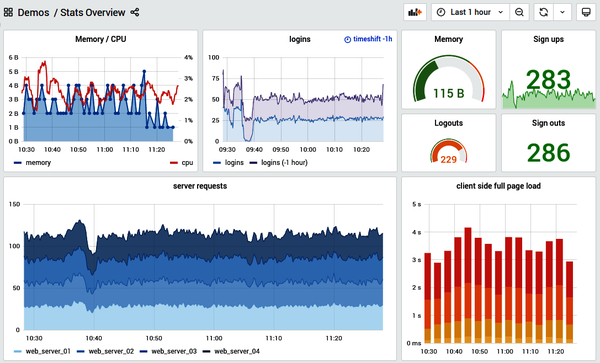 Demos / Stats Overview
Last 1 hour
Memory / CPU
6 B
5 B
4 B
3 B
2 B
1 B
0 B
4%
3%
2%
1%
0%
10:30 10:40 10:50 11:00 11:10 11:20
memory cpu
logins
timeshift -1h
100
75
50
25
0
09:30 09:40 09:50 10:00 10:10 10:20
logins logins (-1 hour)
Memory
115 B
Sign ups
283
Logouts
229
Sign outs
286
server requests
150
100
50
0
10:30 10:40 10:50 11:00 11:10 11:20
web_server_01 web_server_02 web_server_03 web_server_04
client side full page load
5 s
4 s
3 s
2 s
1 s
0 ms
10:30 10:40 10:50 11:00 11:10 11:20